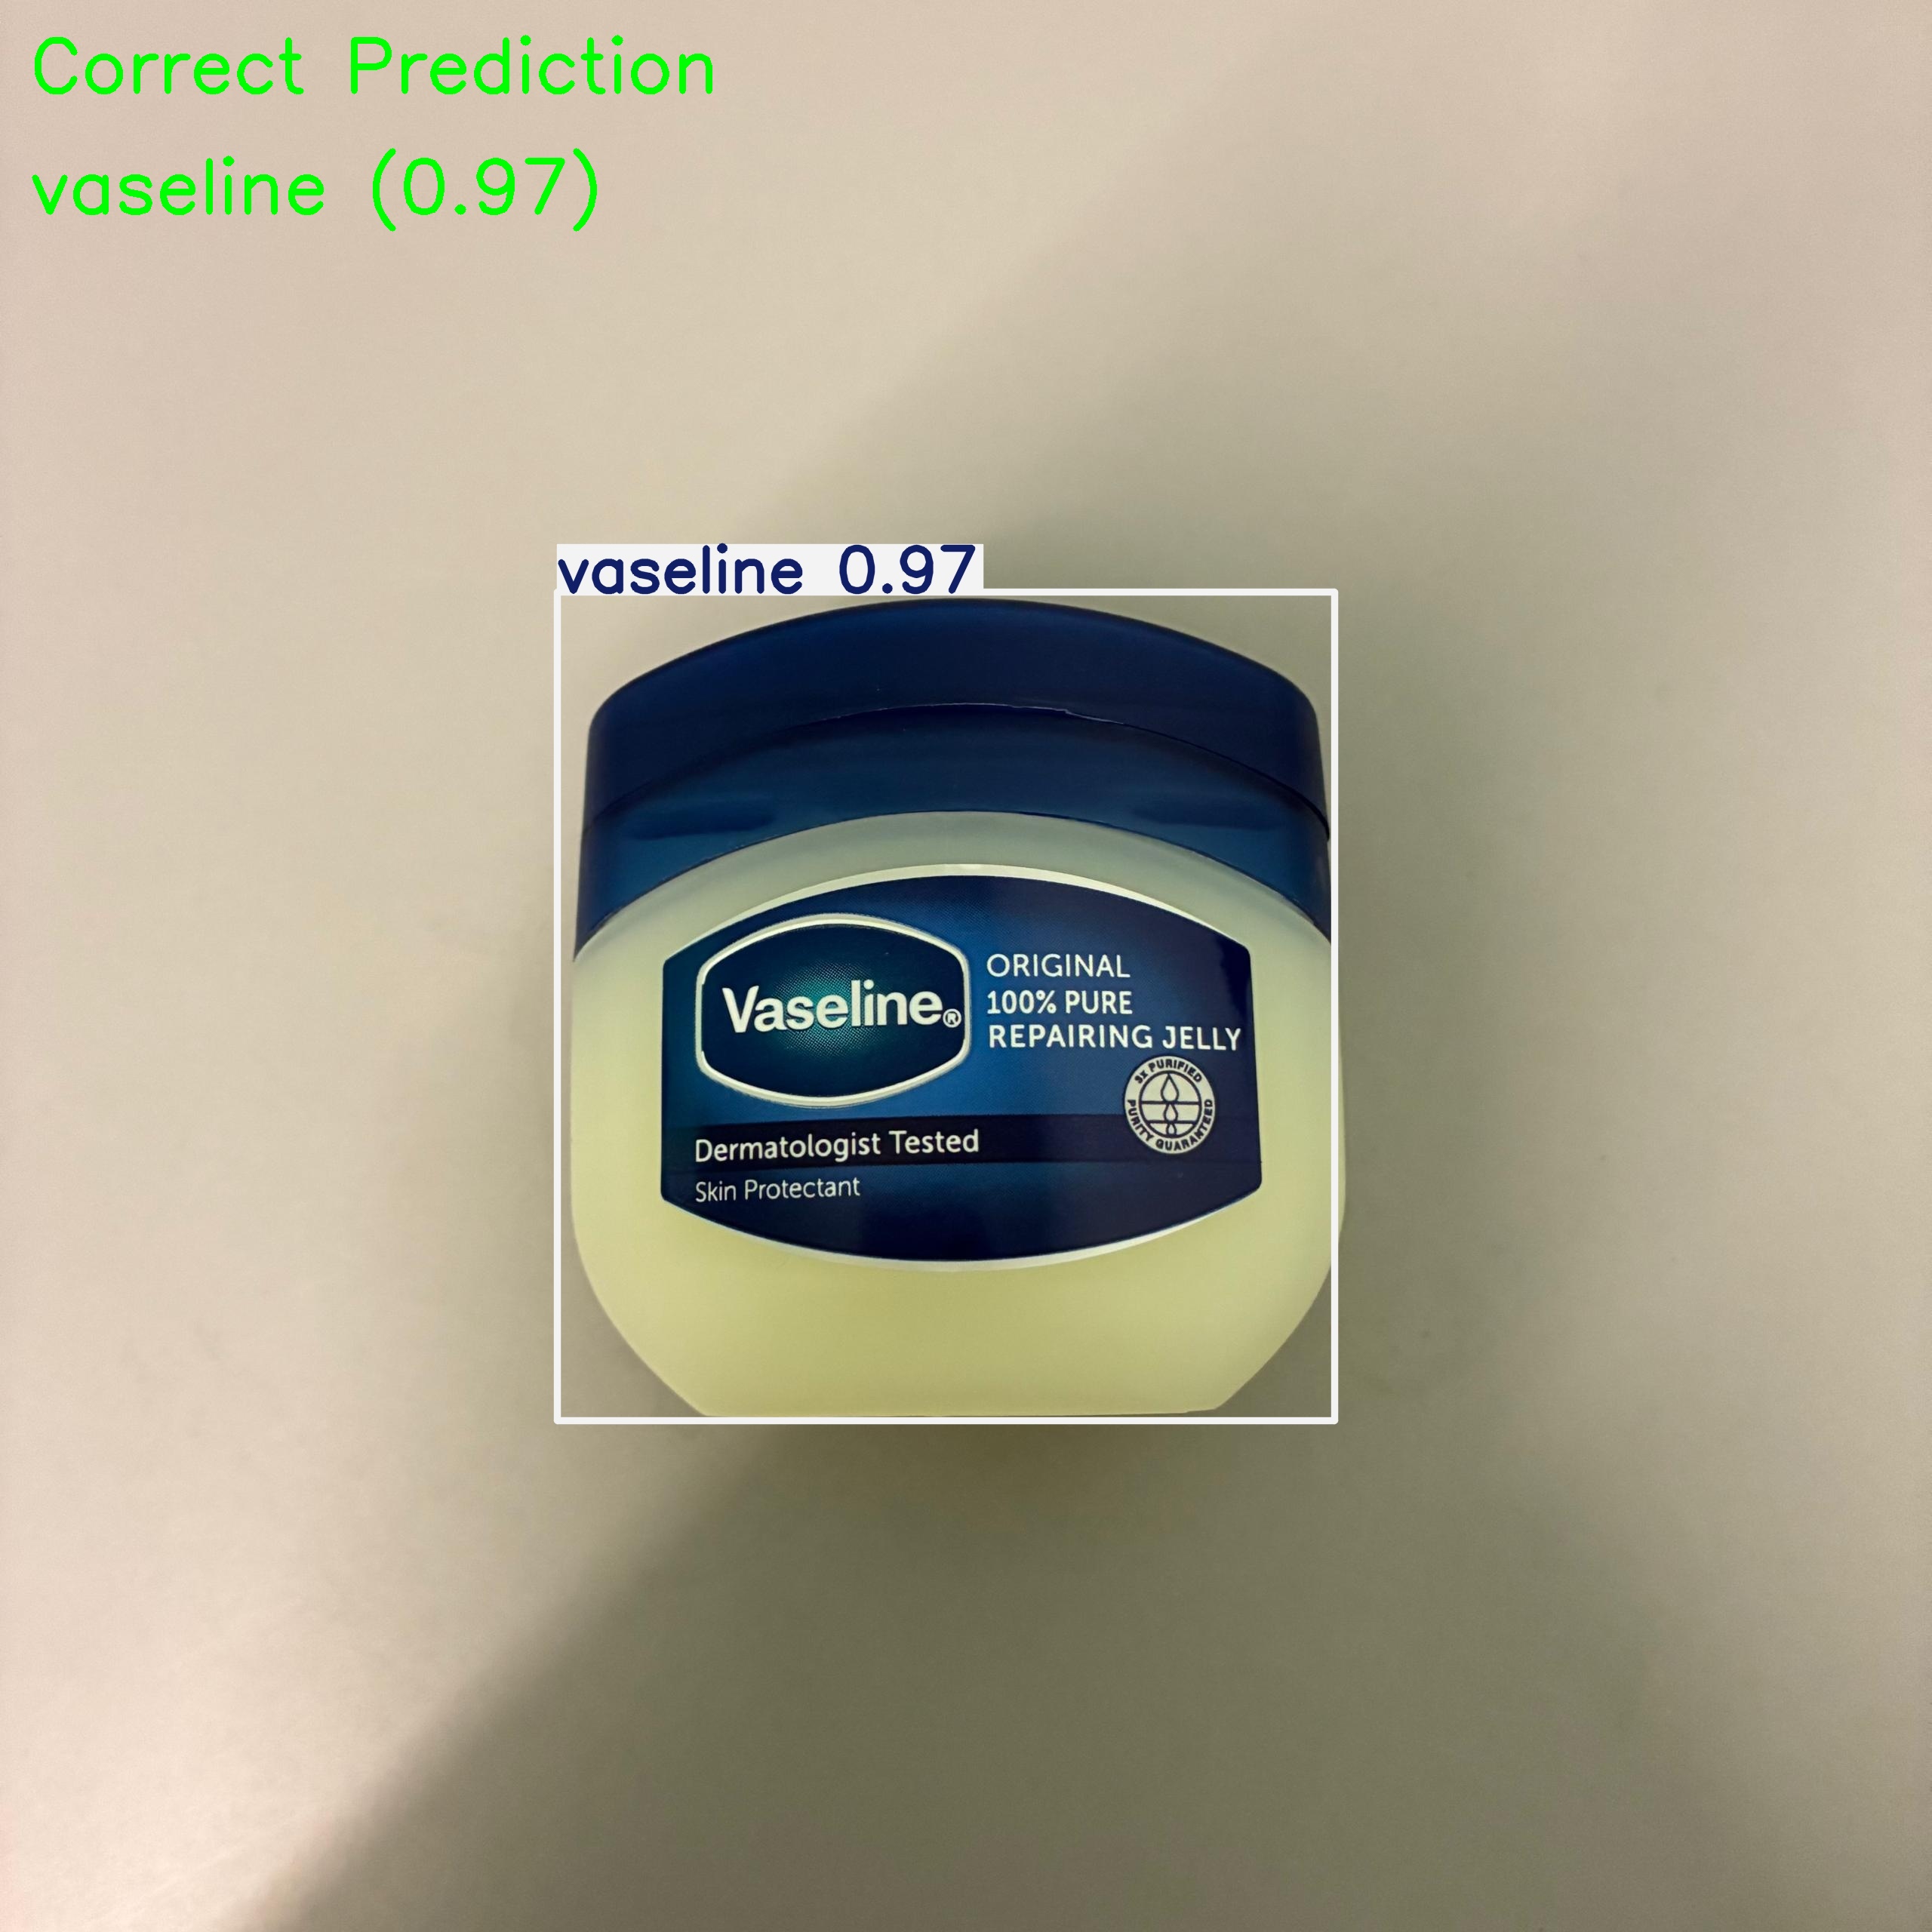 Correct Prediction
vaseline (0.97)
vaseline 0.97
Vaseline®
ORIGINAL
100% PURE
REPAIRING JELLY
3X PURIFIED
PURITY GUARANTEED
Dermatologist Tested
Skin Protectant